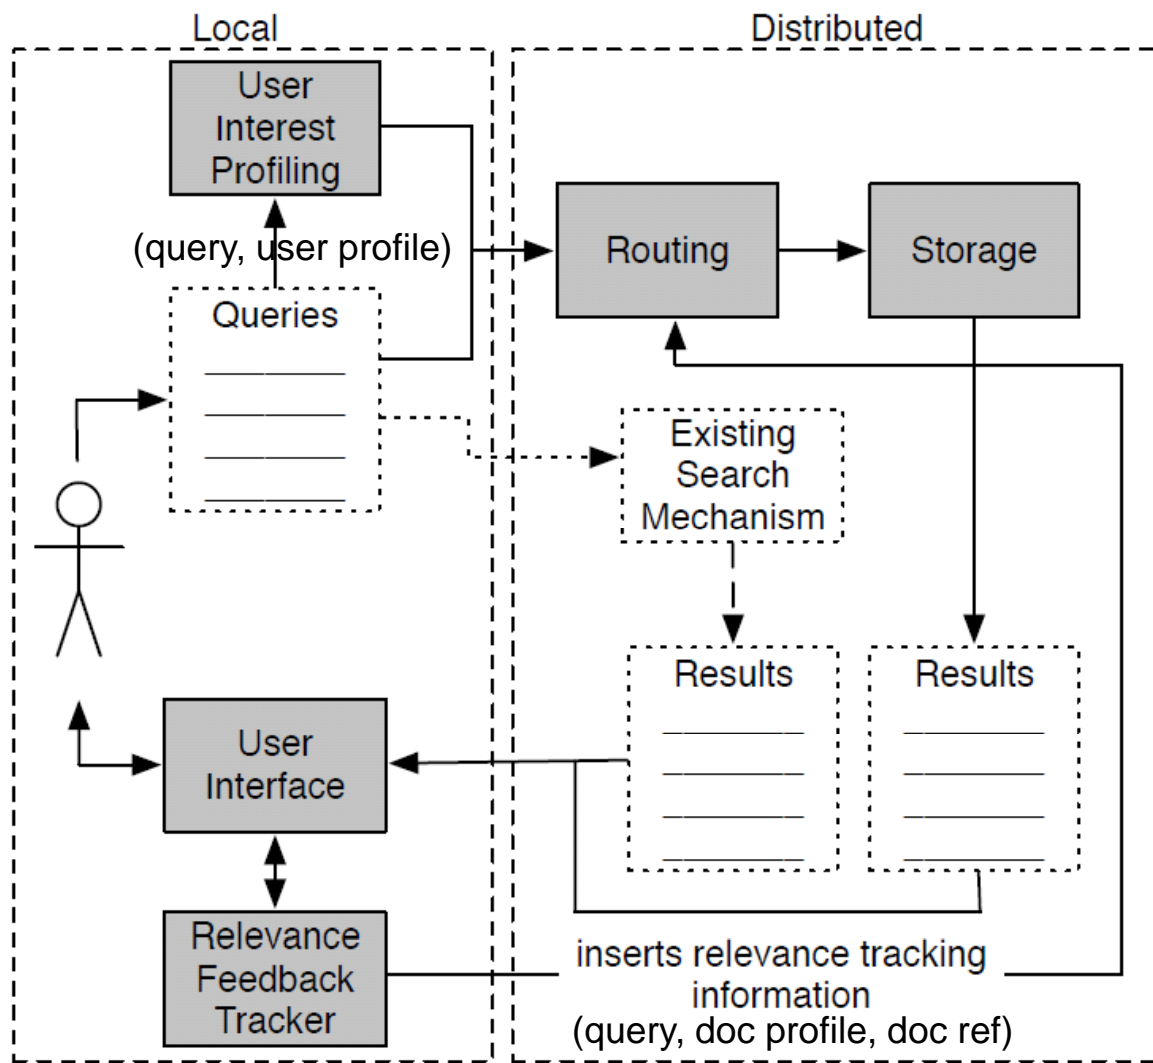 Local
Distributed
User
Interest
Profiling
(query, user profile)
Routing
Storage
Queries
Existing
Search
Mechanism
Results
Results
User
Interface
Relevance
Feedback
Tracker
inserts relevance tracking
information
(query, doc profile, doc ref)